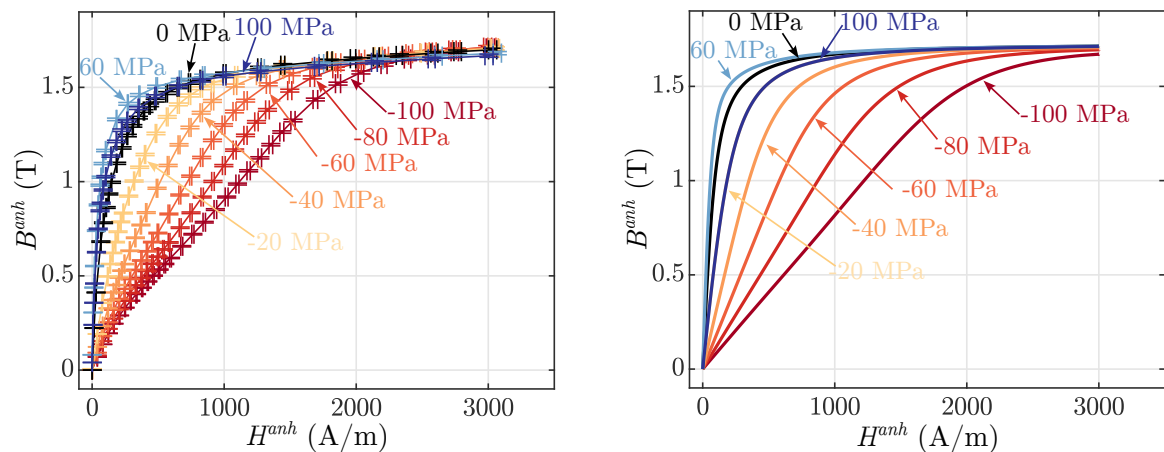 0 MPa
100 MPa
60 MPa
-100 MPa
-80 MPa
-60 MPa
-40 MPa
-20 MPa
1.5
1
0.5
0
B^anh (T)
0
1000
2000
3000
H^anh (A/m)
0 MPa
100 MPa
60 MPa
-100 MPa
-80 MPa
-60 MPa
-40 MPa
-20 MPa
1.5
1
0.5
0
B^anh (T)
0
1000
2000
3000
H^anh (A/m)